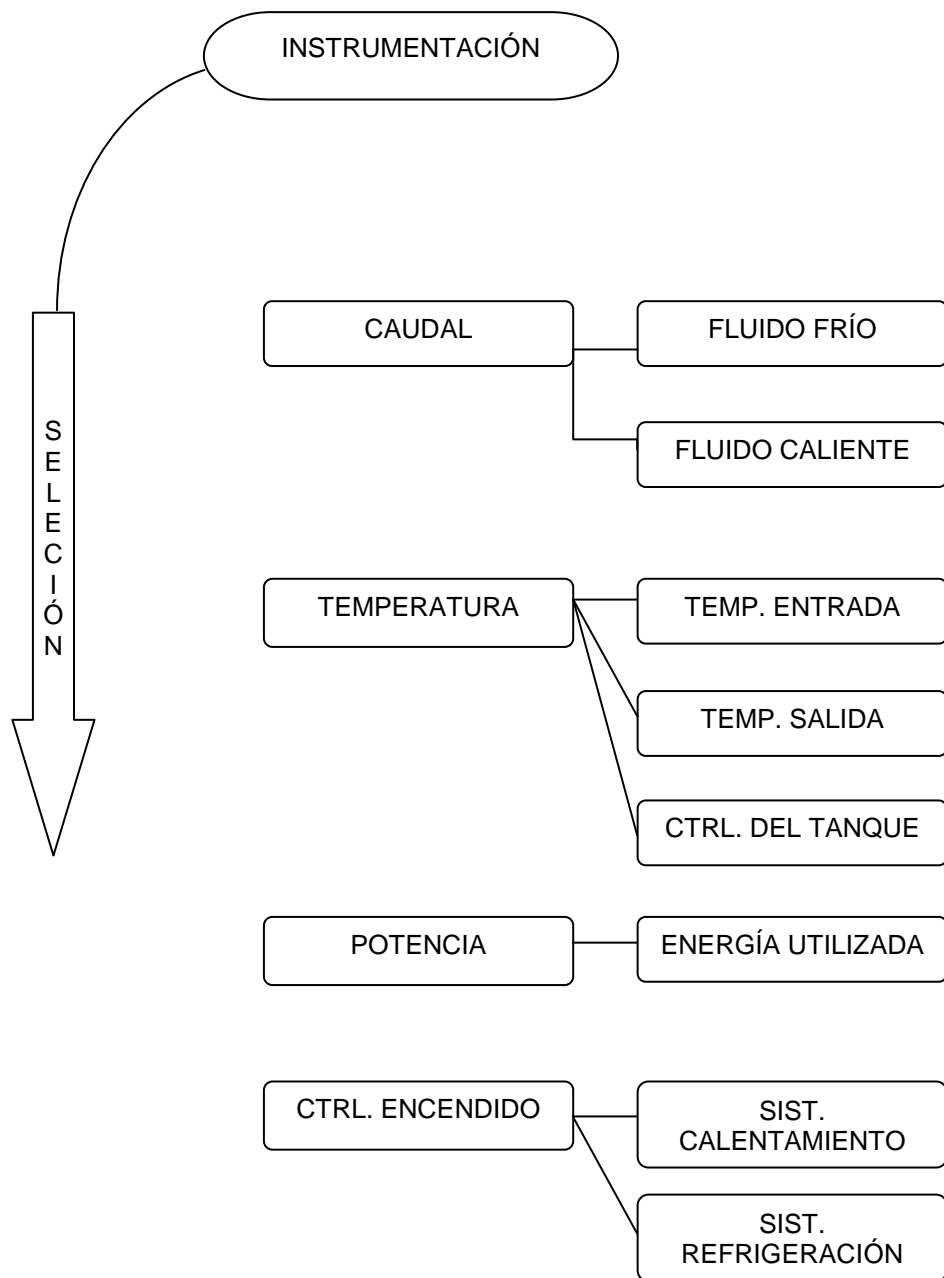 INSTRUMENTACIÓN
SELECIÓN
CAUDAL
FLUIDO FRÍO
FLUIDO CALIENTE
TEMPERATURA
TEMP. ENTRADA
TEMP. SALIDA
CTRL. DEL TANQUE
POTENCIA
ENERGÍA UTILIZADA
CTRL. ENCENDIDO
SIST.
CALENTAMIENTO
SIST.
REFRIGERACIÓN